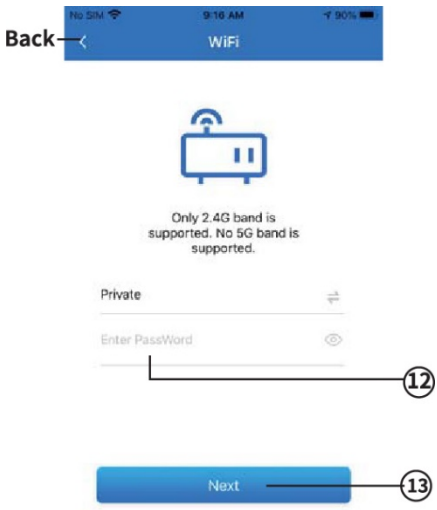 No SIM 9:16 AM 90%
Back
WiFi
Only 2.4G band is
supported. No 5G band is
supported.
Private
Enter PassWord
12
Next
13